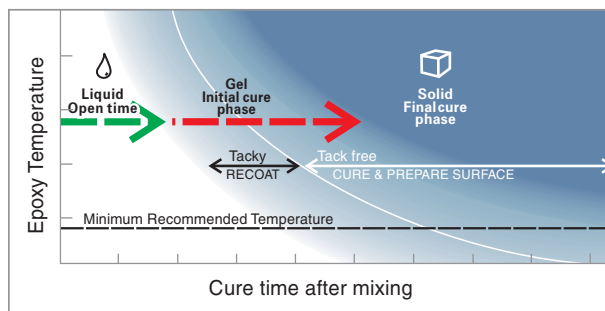 Epoxy Temperature
Liquid
Open time
Gel
Initial cure
phase
Solid
Final cure
phase
Tacky
RECOAT
Tack free
CURE & PREPARE SURFACE
Minimum Recommended Temperature
Cure time after mixing